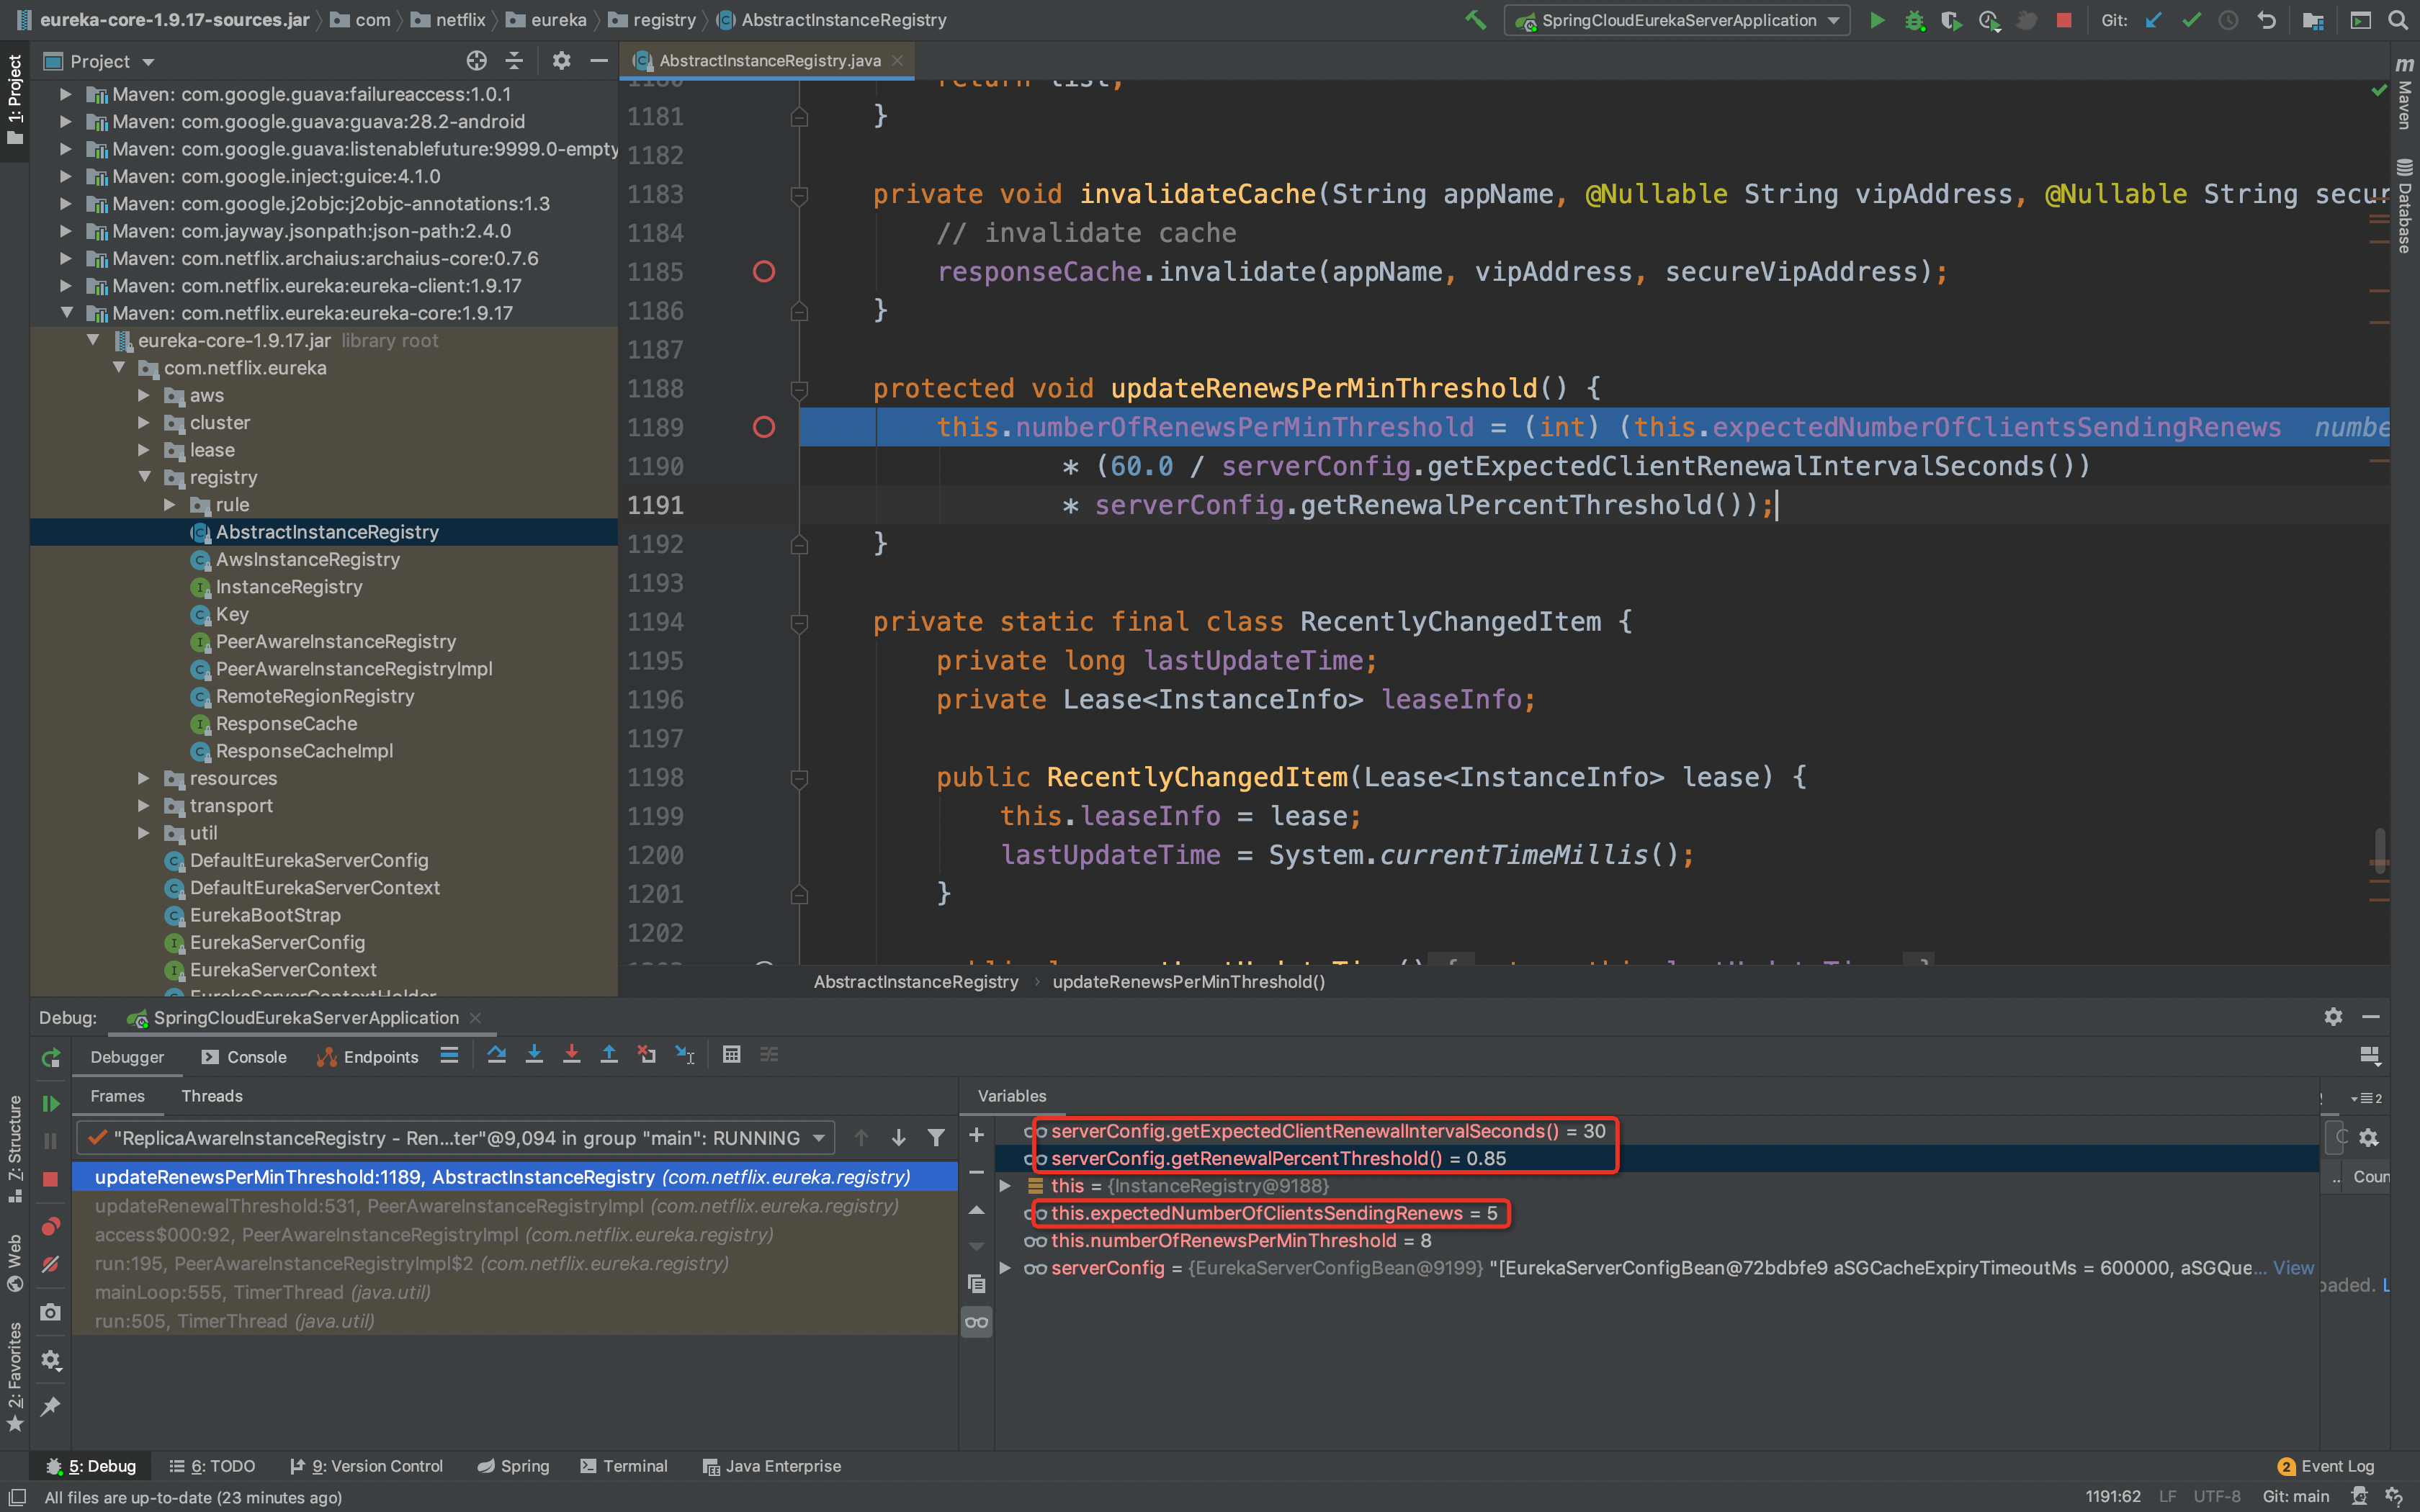 eureka-core-1.9.17-sources.jar com netflix eureka registry AbstractInstanceRegistry
SpringCloudEurekaServerApplication
Git:
Project
AbstractInstanceRegistry.java
1: Project
Maven: com.google.guava:failureaccess:1.0.1
Maven: com.google.guava:guava:28.2-android
Maven: com.google.guava:listenablefuture:9999.0-empty
Maven: com.google.inject:guice:4.1.0
Maven: com.google.j2objc:j2objc-annotations:1.3
Maven: com.jayway.jsonpath:json-path:2.4.0
Maven: com.netflix.archaius:archaius-core:0.7.6
Maven: com.netflix.eureka:eureka-client:1.9.17
Maven: com.netflix.eureka:eureka-core:1.9.17
eureka-core-1.9.17.jar library root
com.netflix.eureka
aws
cluster
lease
registry
rule
AbstractInstanceRegistry
AwsInstanceRegistry
InstanceRegistry
Key
PeerAwareInstanceRegistry
PeerAwareInstanceRegistryImpl
RemoteRegionRegistry
ResponseCache
ResponseCacheImpl
resources
transport
util
DefaultEurekaServerConfig
DefaultEurekaServerContext
EurekaBootStrap
EurekaServerConfig
EurekaServerContext
EurekaServerContextHolder
1180 return list;
1181 }
1182
1183 private void invalidateCache(String appName, @Nullable String vipAddress, @Nullable String secur
1184 // invalidate cache
1185 responseCache.invalidate(appName, vipAddress, secureVipAddress);
1186 }
1187
1188 protected void updateRenewsPerMinThreshold() {
1189 this.numberOfRenewsPerMinThreshold = (int) (this.expectedNumberOfClientsSendingRenews numbe
1190 * (60.0 / serverConfig.getExpectedClientRenewalIntervalSeconds())
1191 * serverConfig.getRenewalPercentThreshold());
1192 }
1193
1194 private static final class RecentlyChangedItem {
1195 private long lastUpdateTime;
1196 private Lease<InstanceInfo> leaseInfo;
1197
1198 public RecentlyChangedItem(Lease<InstanceInfo> lease) {
1199 this.leaseInfo = lease;
1200 lastUpdateTime = System.currentTimeMillis();
1201 }
1202
AbstractInstanceRegistry updateRenewsPerMinThreshold()
Maven
Database
Debug: SpringCloudEurekaServerApplication
Debugger Console Endpoints
Frames Threads
Variables
"ReplicaAwareInstanceRegistry - Ren...ter"@9,094 in group "main": RUNNING
updateRenewsPerMinThreshold:1189, AbstractInstanceRegistry (com.netflix.eureka.registry)
updateRenewalThreshold:531, PeerAwareInstanceRegistryImpl (com.netflix.eureka.registry)
access$000:92, PeerAwareInstanceRegistryImpl (com.netflix.eureka.registry)
run:195, PeerAwareInstanceRegistryImpl$2 (com.netflix.eureka.registry)
mainLoop:555, TimerThread (java.util)
run:505, TimerThread (java.util)
serverConfig.getExpectedClientRenewalIntervalSeconds() = 30
serverConfig.getRenewalPercentThreshold() = 0.85
this = {InstanceRegistry@9188}
this.expectedNumberOfClientsSendingRenews = 5
this.numberOfRenewsPerMinThreshold = 8
serverConfig = {EurekaServerConfigBean@9199} "[EurekaServerConfigBean@72bdbfe9 aSGCacheExpiryTimeoutMs = 600000, aSGQue... View
2
.. Coun
oaded. L
Z: Structure
Web
2: Favorites
5: Debug 6: TODO 9: Version Control Spring Terminal Java Enterprise
2 Event Log
All files are up-to-date (23 minutes ago)
1191:62 LF UTF-8 Git: main